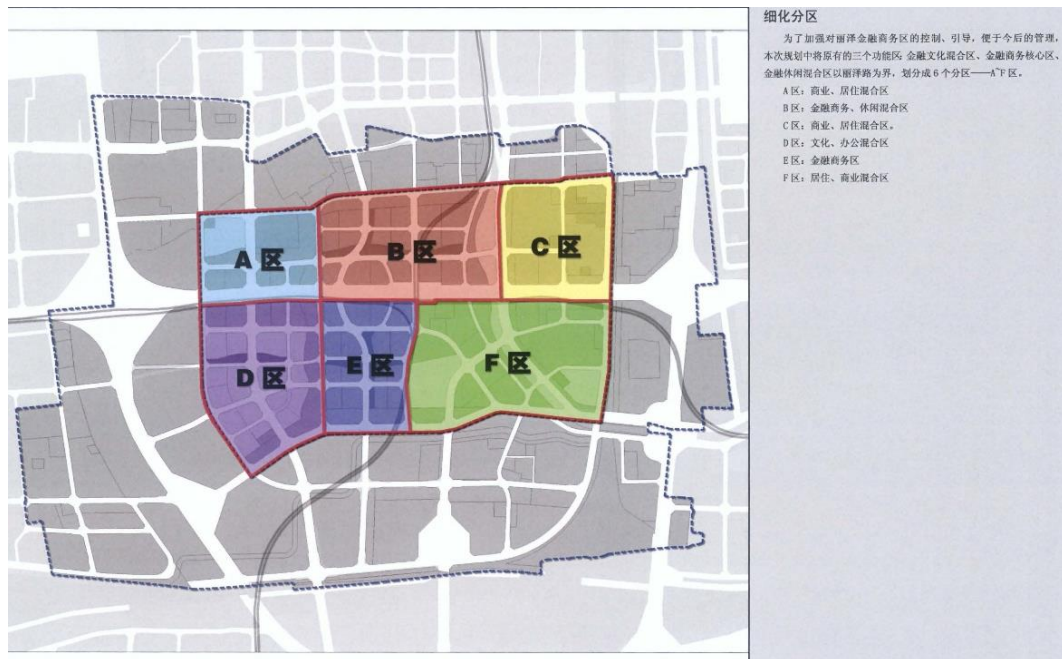 细化分区
为了加强对丽泽金融商务区的控制、引导，便于今后的管理，
本次规划中将原有的三个功能区 金融文化混合区、金融商务核心区、
金融休闲混合区以丽泽路为界，划分成6个分区——A~F区。
A区：商业、居住混合区
B区：金融商务、休闲混合区
C区：商业、居住混合区。
D区：文化、办公混合区
E区：金融商务区
F区：居住、商业混合区
A区
B区
C区
D区
E区
F区